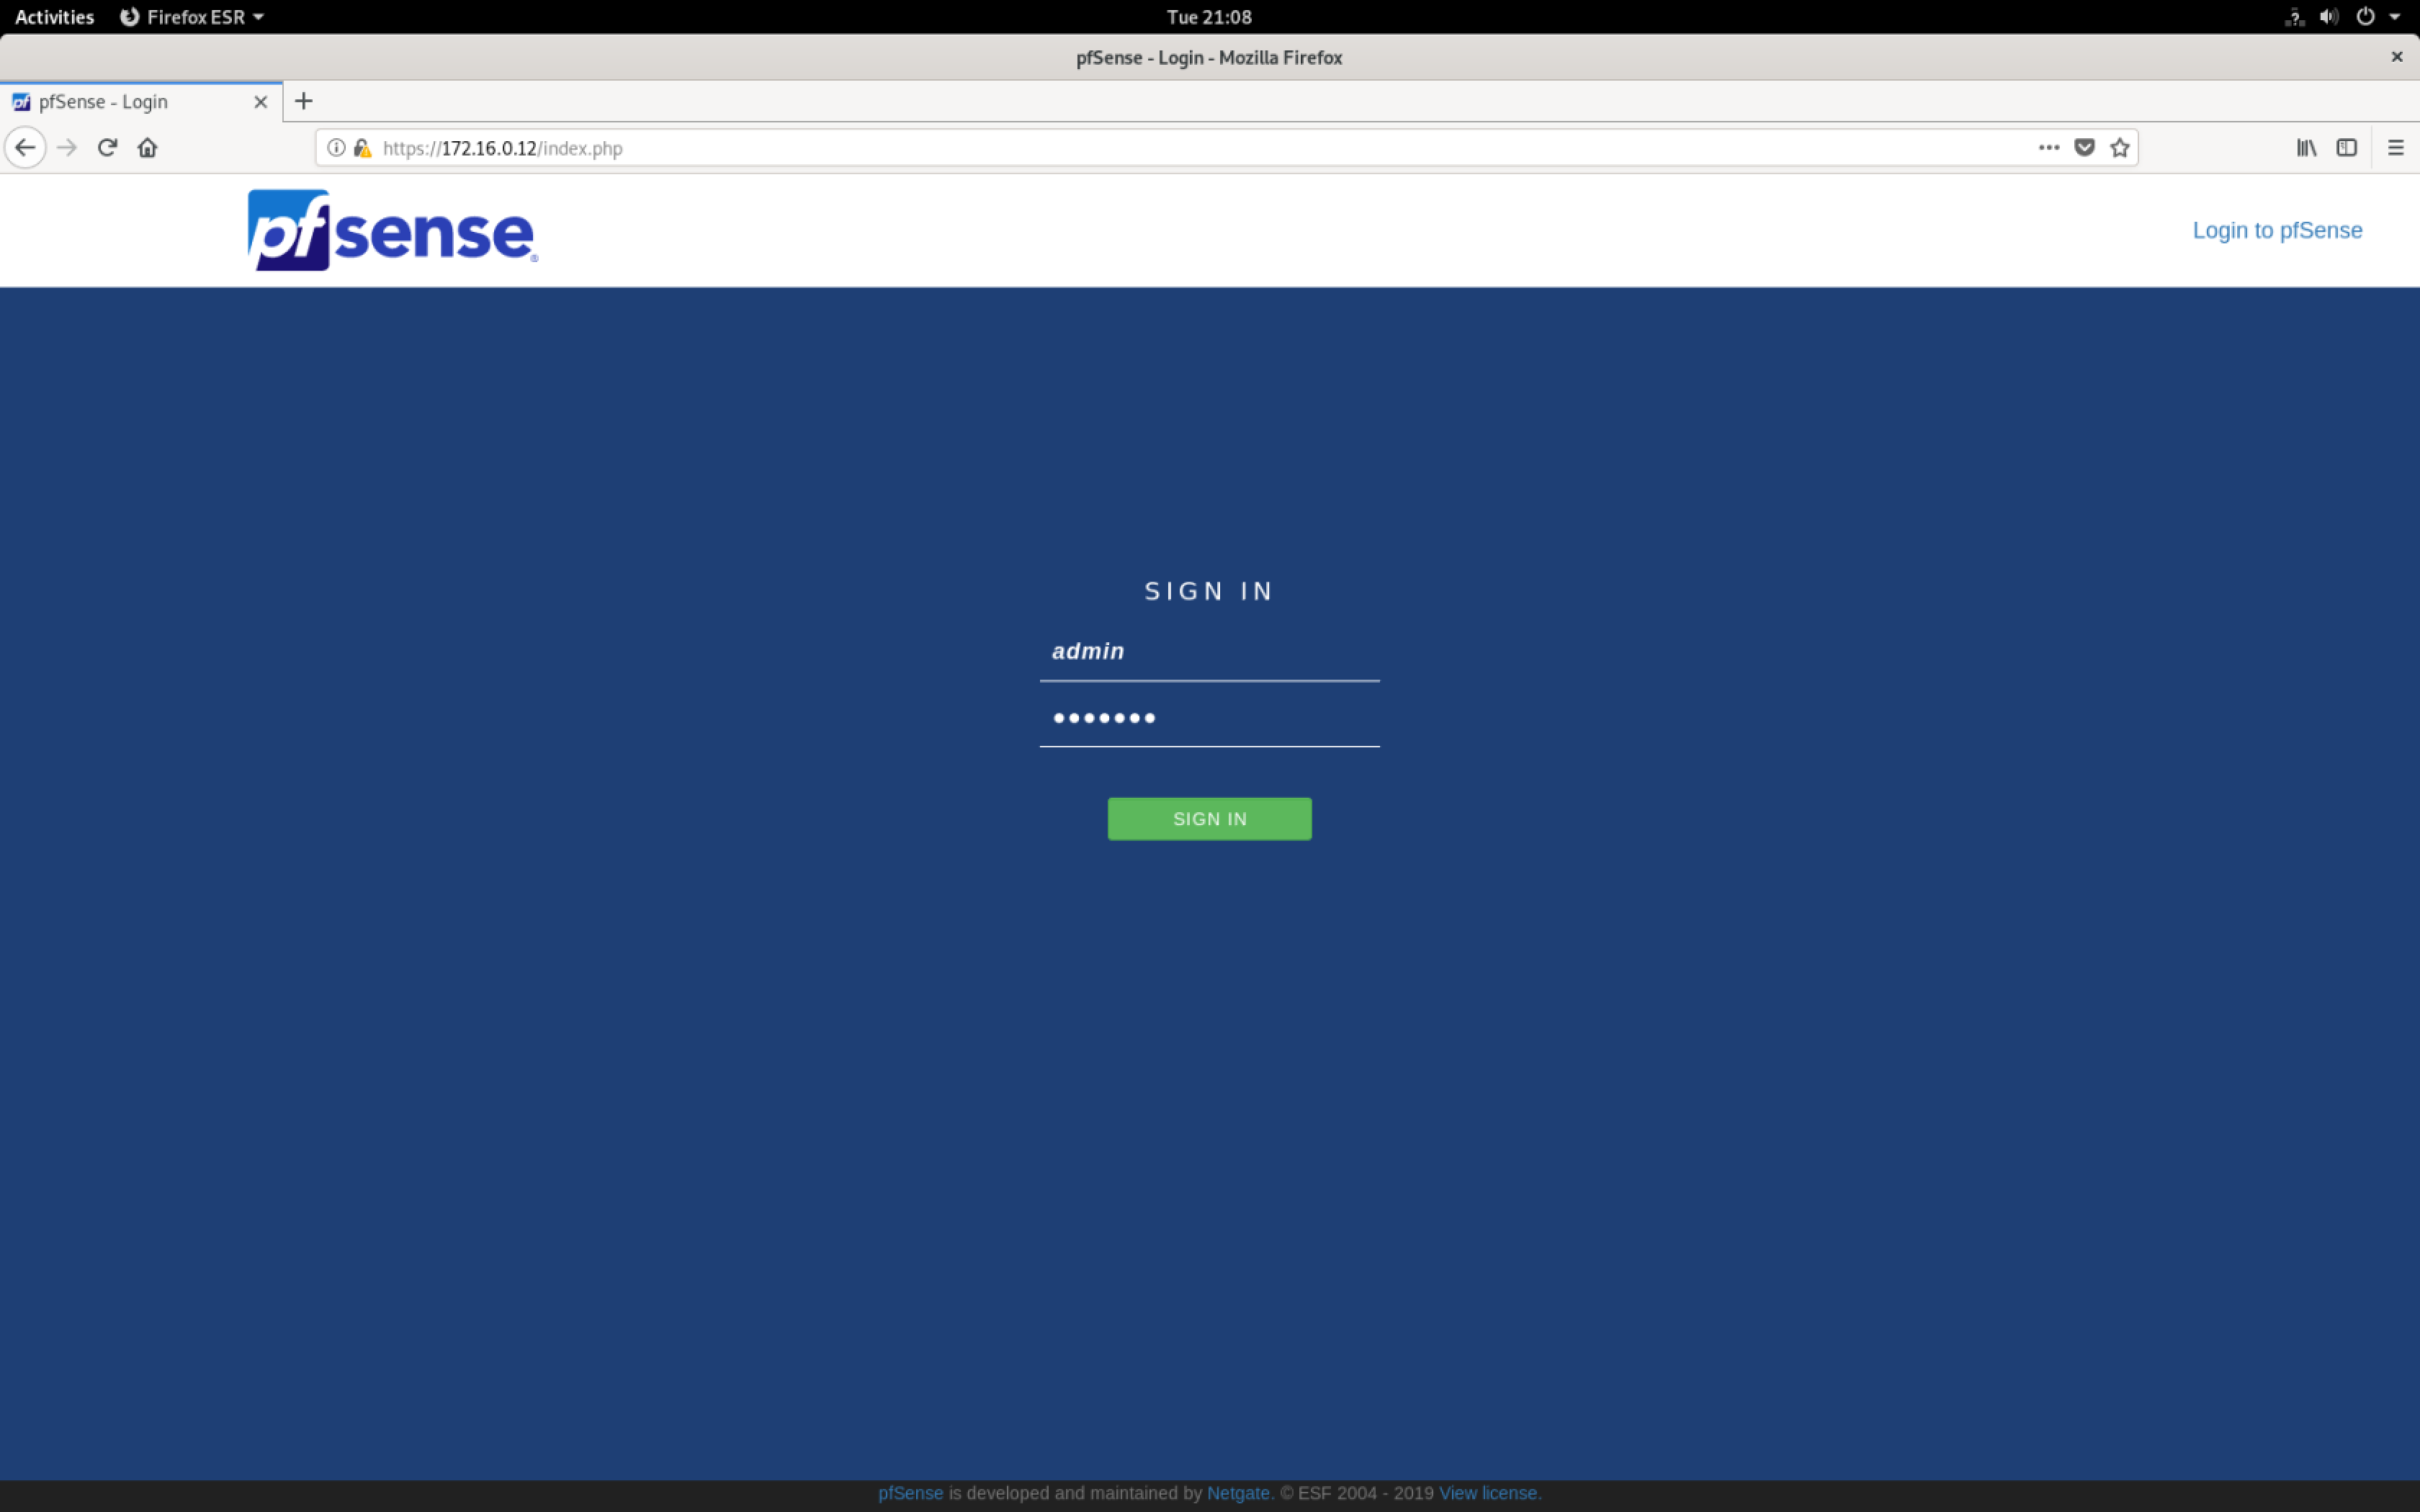 Activities Firefox ESR Tue 21:08
pfSense - Login - Mozilla Firefox
pfSense - Login
https://172.16.0.12/index.php
pfsense®
Login to pfSense
SIGN IN
admin
•••••••
SIGN IN
pfSense is developed and maintained by Netgate. © ESF 2004 - 2019 View license.